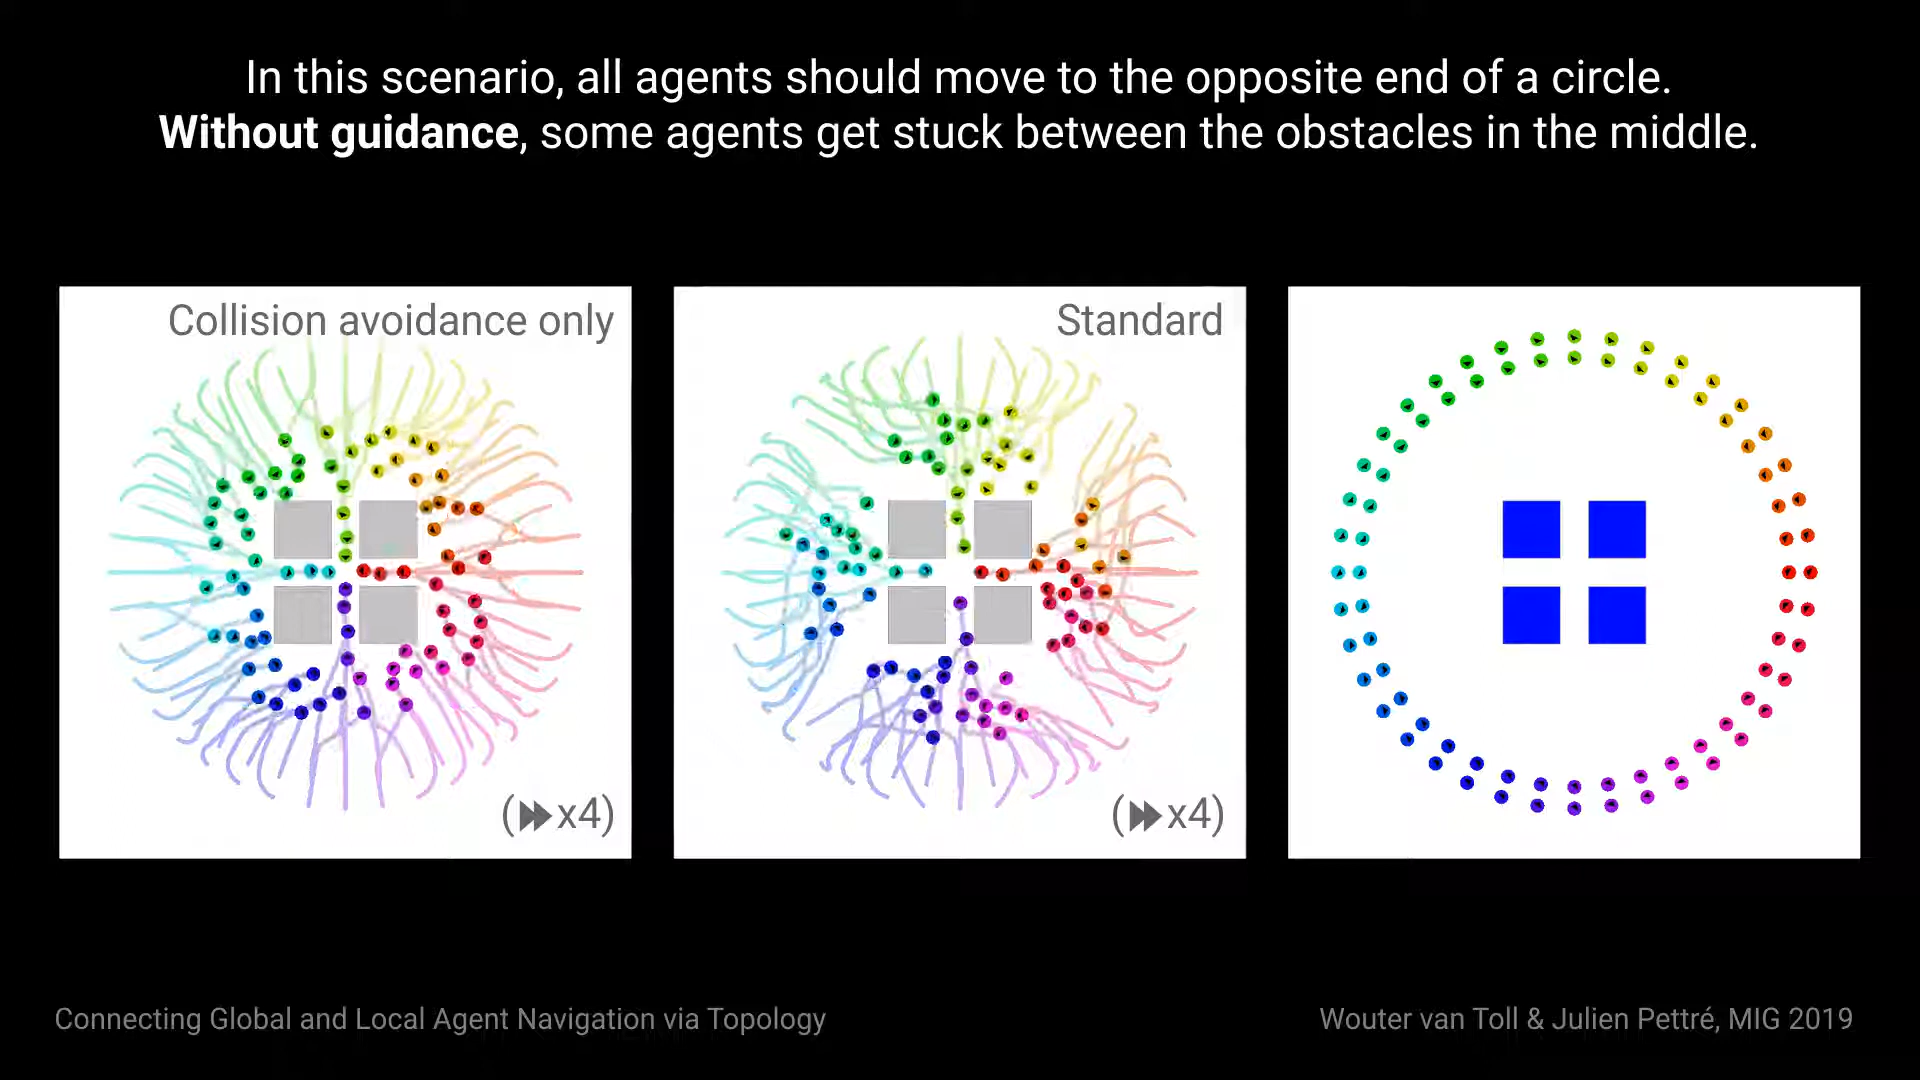 In this scenario, all agents should move to the opposite end of a circle.
Without guidance, some agents get stuck between the obstacles in the middle.
Collision avoidance only
Standard
(⏩x4)
(⏩x4)
Connecting Global and Local Agent Navigation via Topology
Wouter van Toll & Julien Pettré, MIG 2019